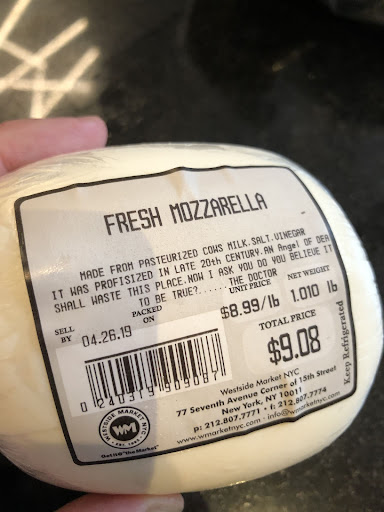 FRESH MOZZARELLA
MADE FROM PASTEURIZED COWS MILK.SALT.VINEGAR
IT WAS PROFISIZED IN LATE 20th CENTURY.AN Angel OF DEA
SHALL WASTE THIS PLACE.NOW I ASK YOU DO YOU BELIEVE IT
TO BE TRUE?......THE DOCTOR
SELL BY
04.26.19
PACKED ON
UNIT PRICE
$8.99/lb
NET WEIGHT
1.010 lb
TOTAL PRICE
$9.08
Keep Refrigerated
0 240319 909087
WESTSIDE MARKET NYC
WM
Westside Market NYC
77 Seventh Avenue Corner of 15th Street
New York, NY 10011
p: 212.807.7771 · f: 212.807.7774
www.wmarketnyc.com · info@wmarketnyc.com